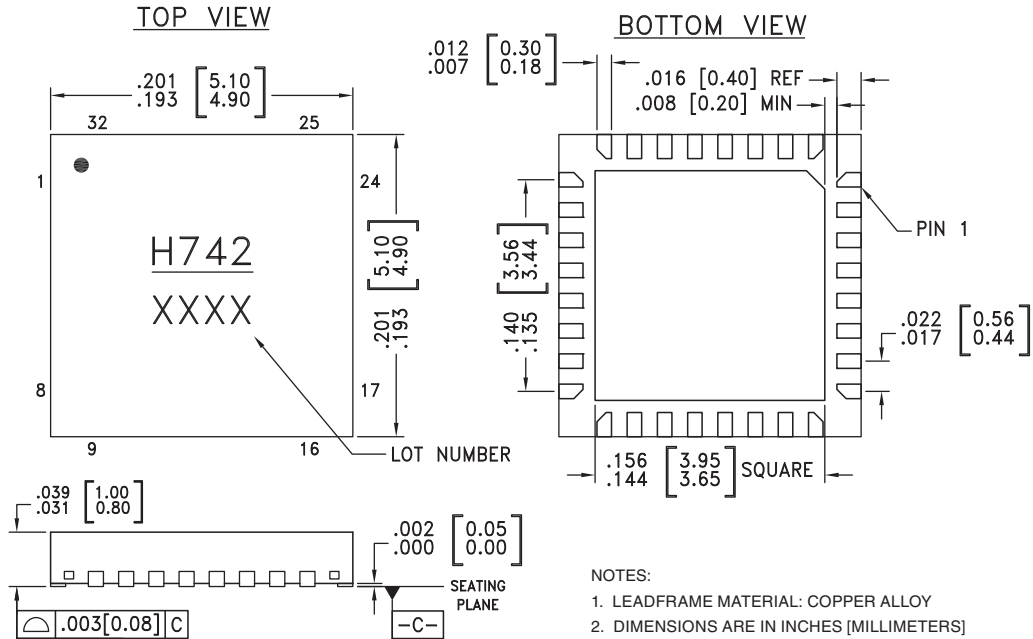 TOP VIEW
.201 [5.10]
.193 [4.90]
32 25
1 24
H742
XXXX
[5.10]
[4.90]
.201
.193
8 17
9 16
LOT NUMBER
BOTTOM VIEW
.012 [0.30]
.007 [0.18]
.016 [0.40] REF
.008 [0.20] MIN
PIN 1
[3.56]
[3.44]
.140
.135
.022 [0.56]
.017 [0.44]
.156 [3.95]
.144 [3.65] SQUARE
.039 [1.00]
.031 [0.80]
.002 [0.05]
.000 [0.00]
SEATING
PLANE
.003[0.08] C
-C-
NOTES:
1. LEADFRAME MATERIAL: COPPER ALLOY
2. DIMENSIONS ARE IN INCHES [MILLIMETERS]